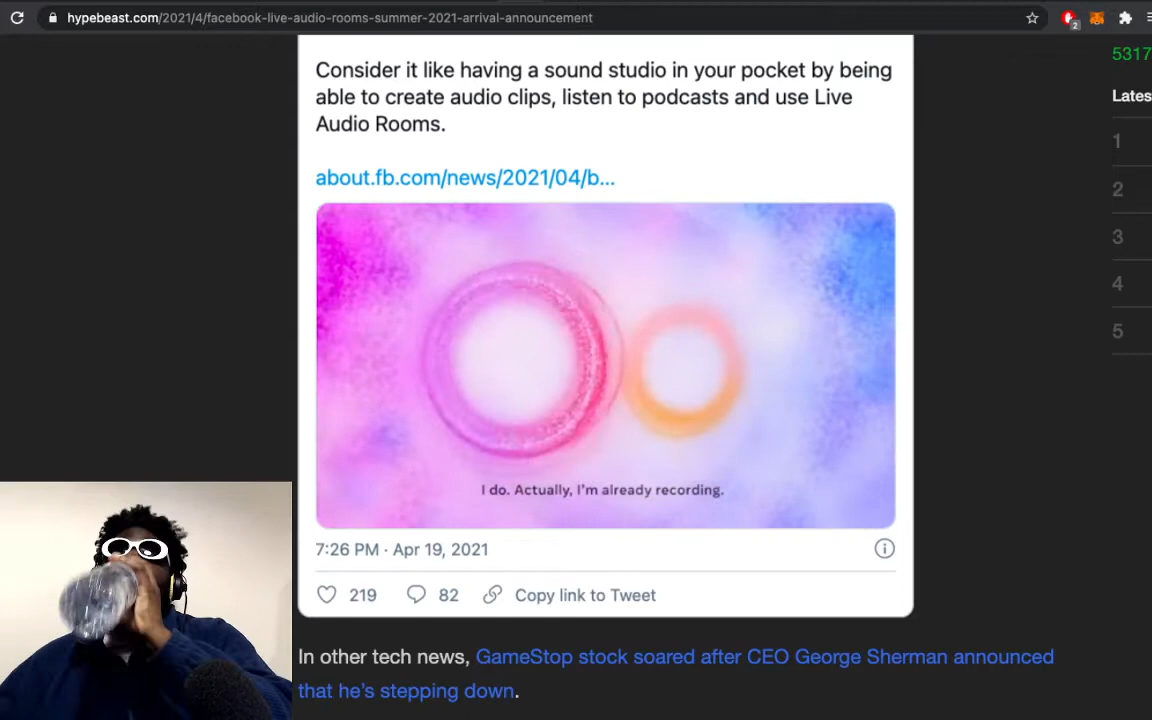 hypebeast.com/2021/4/facebook-live-audio-rooms-summer-2021-arrival-announcement
2
5317
Consider it like having a sound studio in your pocket by being
able to create audio clips, listen to podcasts and use Live
Audio Rooms.
about.fb.com/news/2021/04/b...
I do. Actually, I'm already recording.
7:26 PM · Apr 19, 2021
219 82 Copy link to Tweet
In other tech news, GameStop stock soared after CEO George Sherman announced
that he's stepping down.
Lates
1
2
3
4
5